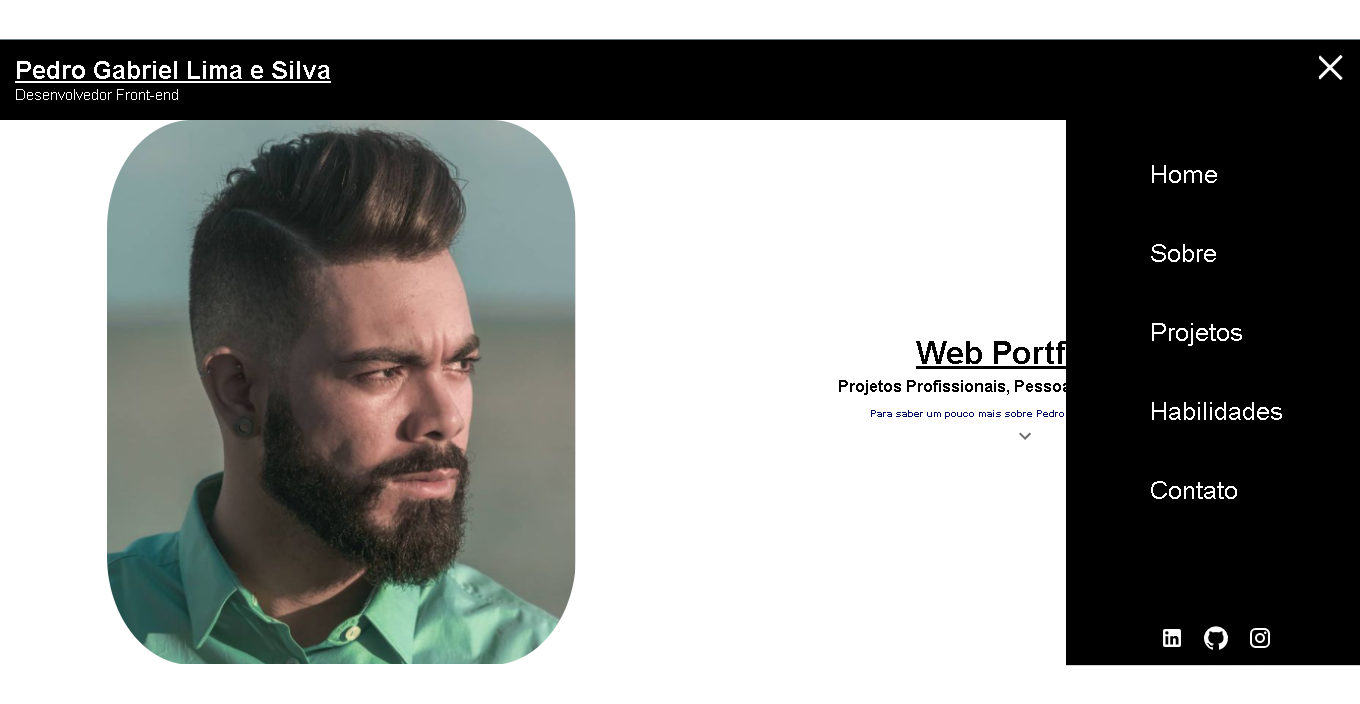 Pedro Gabriel Lima e Silva
Desenvolvedor Front-end
Home
Sobre
Projetos
Habilidades
Contato
Web Portf
Projetos Profissionais, Pessoa
Para saber um pouco mais sobre Pedro
in